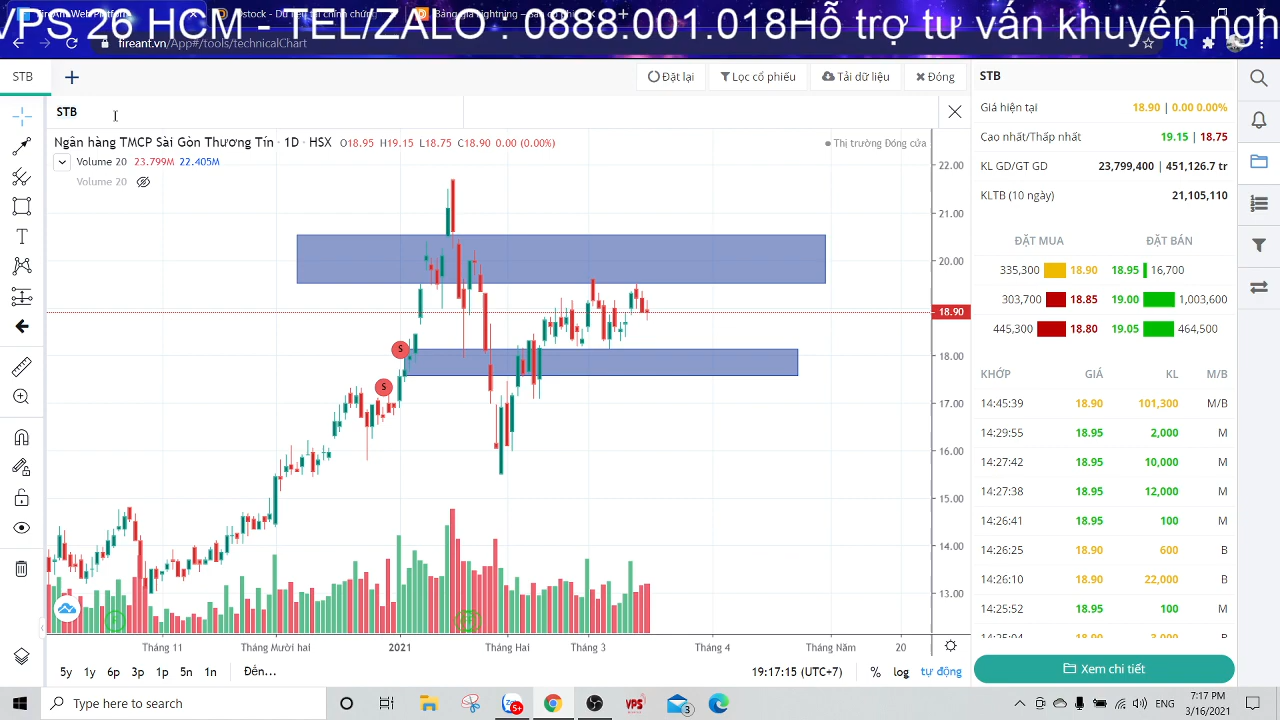 VPS 26 HCM - TEL/ZALO : 0888.001.018Hỗ trợ tư vấn khuyến ngh
fireant.vn/App#/tools/technicalChart
IQ
STB
Đặt lại
Lọc cổ phiếu
Tải dữ liệu
Đóng
STB
Ngân hàng TMCP Sài Gòn Thương Tín · 1D · HSX O18.95 H19.15 L18.75 C18.90 0.00 (0.00%)
Thị trường Đóng cửa
Volume 20 23.799M 22.405M
Volume 20
22.00
21.00
20.00
18.90
18.00
17.00
16.00
15.00
14.00
13.00
S
S
Tháng 11
Tháng Mười hai
2021
Tháng Hai
Tháng 3
Tháng 4
Tháng Năm
20
5y 1y 6p 3p 1p 5n 1n Đến...
19:17:15 (UTC+7)
% log tự động
STB
Giá hiện tại 18.90 | 0.00 0.00%
Cao nhất/Thấp nhất 19.15 | 18.75
KL GD/GT GD 23,799,400 | 451,126.7 tr
KLTB (10 ngày) 21,105,110
ĐẶT MUA ĐẶT BÁN
335,300 18.90 18.95 16,700
303,700 18.85 19.00 1,003,600
445,300 18.80 19.05 464,500
KHỚP GIÁ KL M/B
14:45:39 18.90 101,300 M/B
14:29:55 18.95 2,000 M
14:27:42 18.95 10,000 M
14:27:38 18.95 12,000 M
14:26:41 18.95 100 M
14:26:25 18.90 600 B
14:26:10 18.90 22,000 B
14:25:52 18.95 100 M
Xem chi tiết
Type here to search
5+
VPS
3
ENG
7:17 PM
3/16/2021